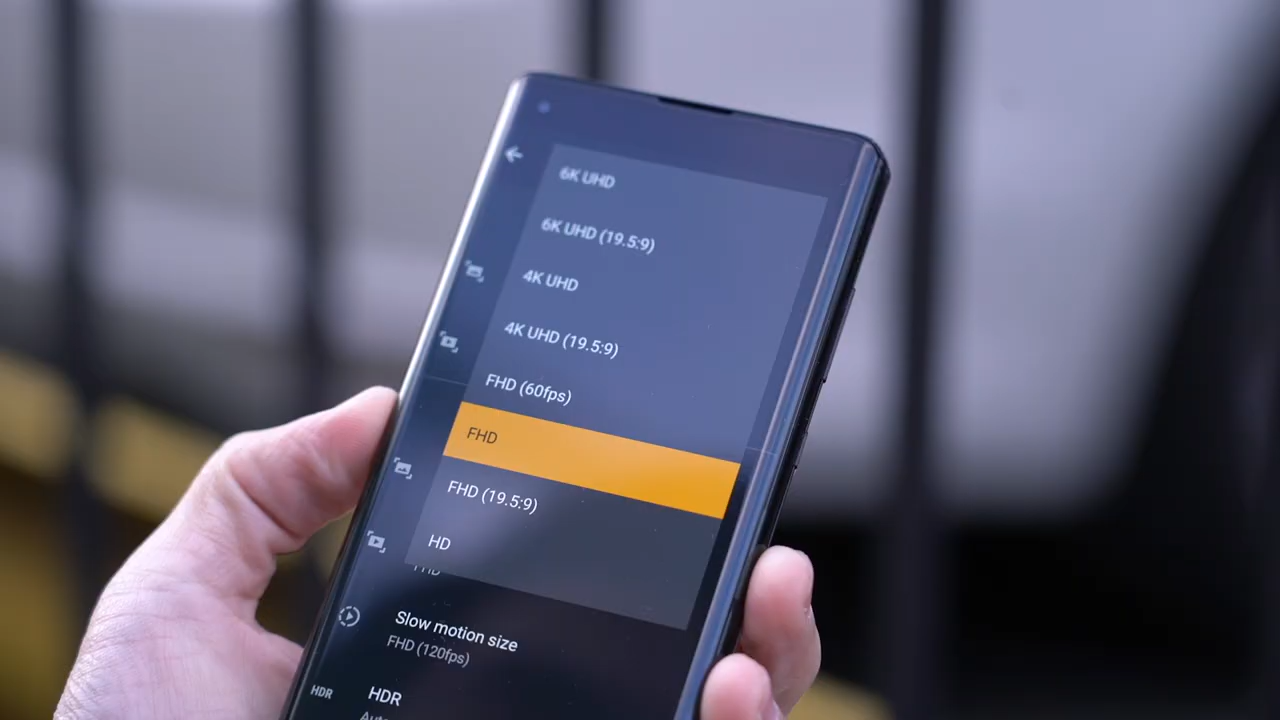 6K UHD
6K UHD (19.5:9)
4K UHD
4K UHD (19.5:9)
FHD (60fps)
FHD
FHD (19.5:9)
HD
FHD
Slow motion size
FHD (120fps)
HDR
HDR